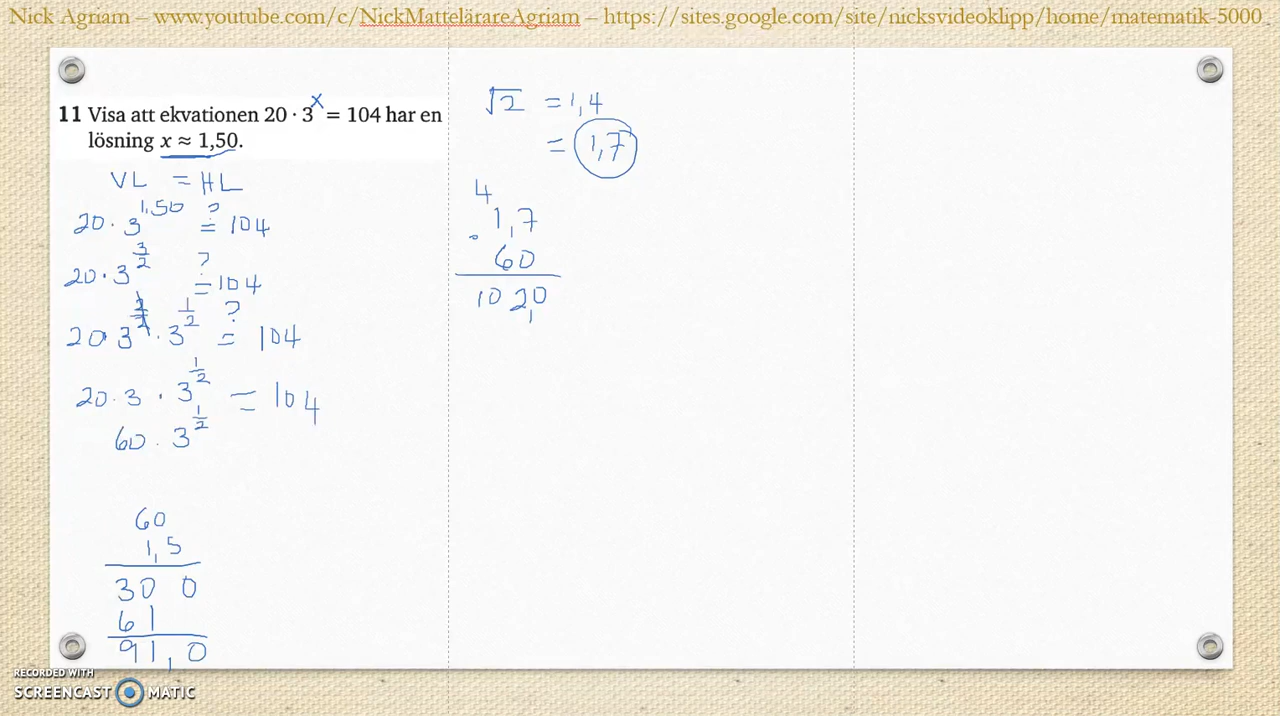 Nick Agriam – www.youtube.com/c/NickMattelärareAgriam – https://sites.google.com/site/nicksvideoklipp/home/matematik-5000
11 Visa att ekvationen 20 · 3^x = 104 har en
lösning x ≈ 1,50.
VL = HL
20 · 3^1,50 ?= 104
20 · 3^3/2 ?= 104
20 · 3^2/2 · 3^1/2 ?= 104
20 · 3 · 3^1/2 = 104
60 · 3^1/2
60
1,5
30 0
61
91,0
√2 = 1,4
= 1,7
4
1,7
· 60
10 2,0
RECORDED WITH
SCREENCAST MATIC